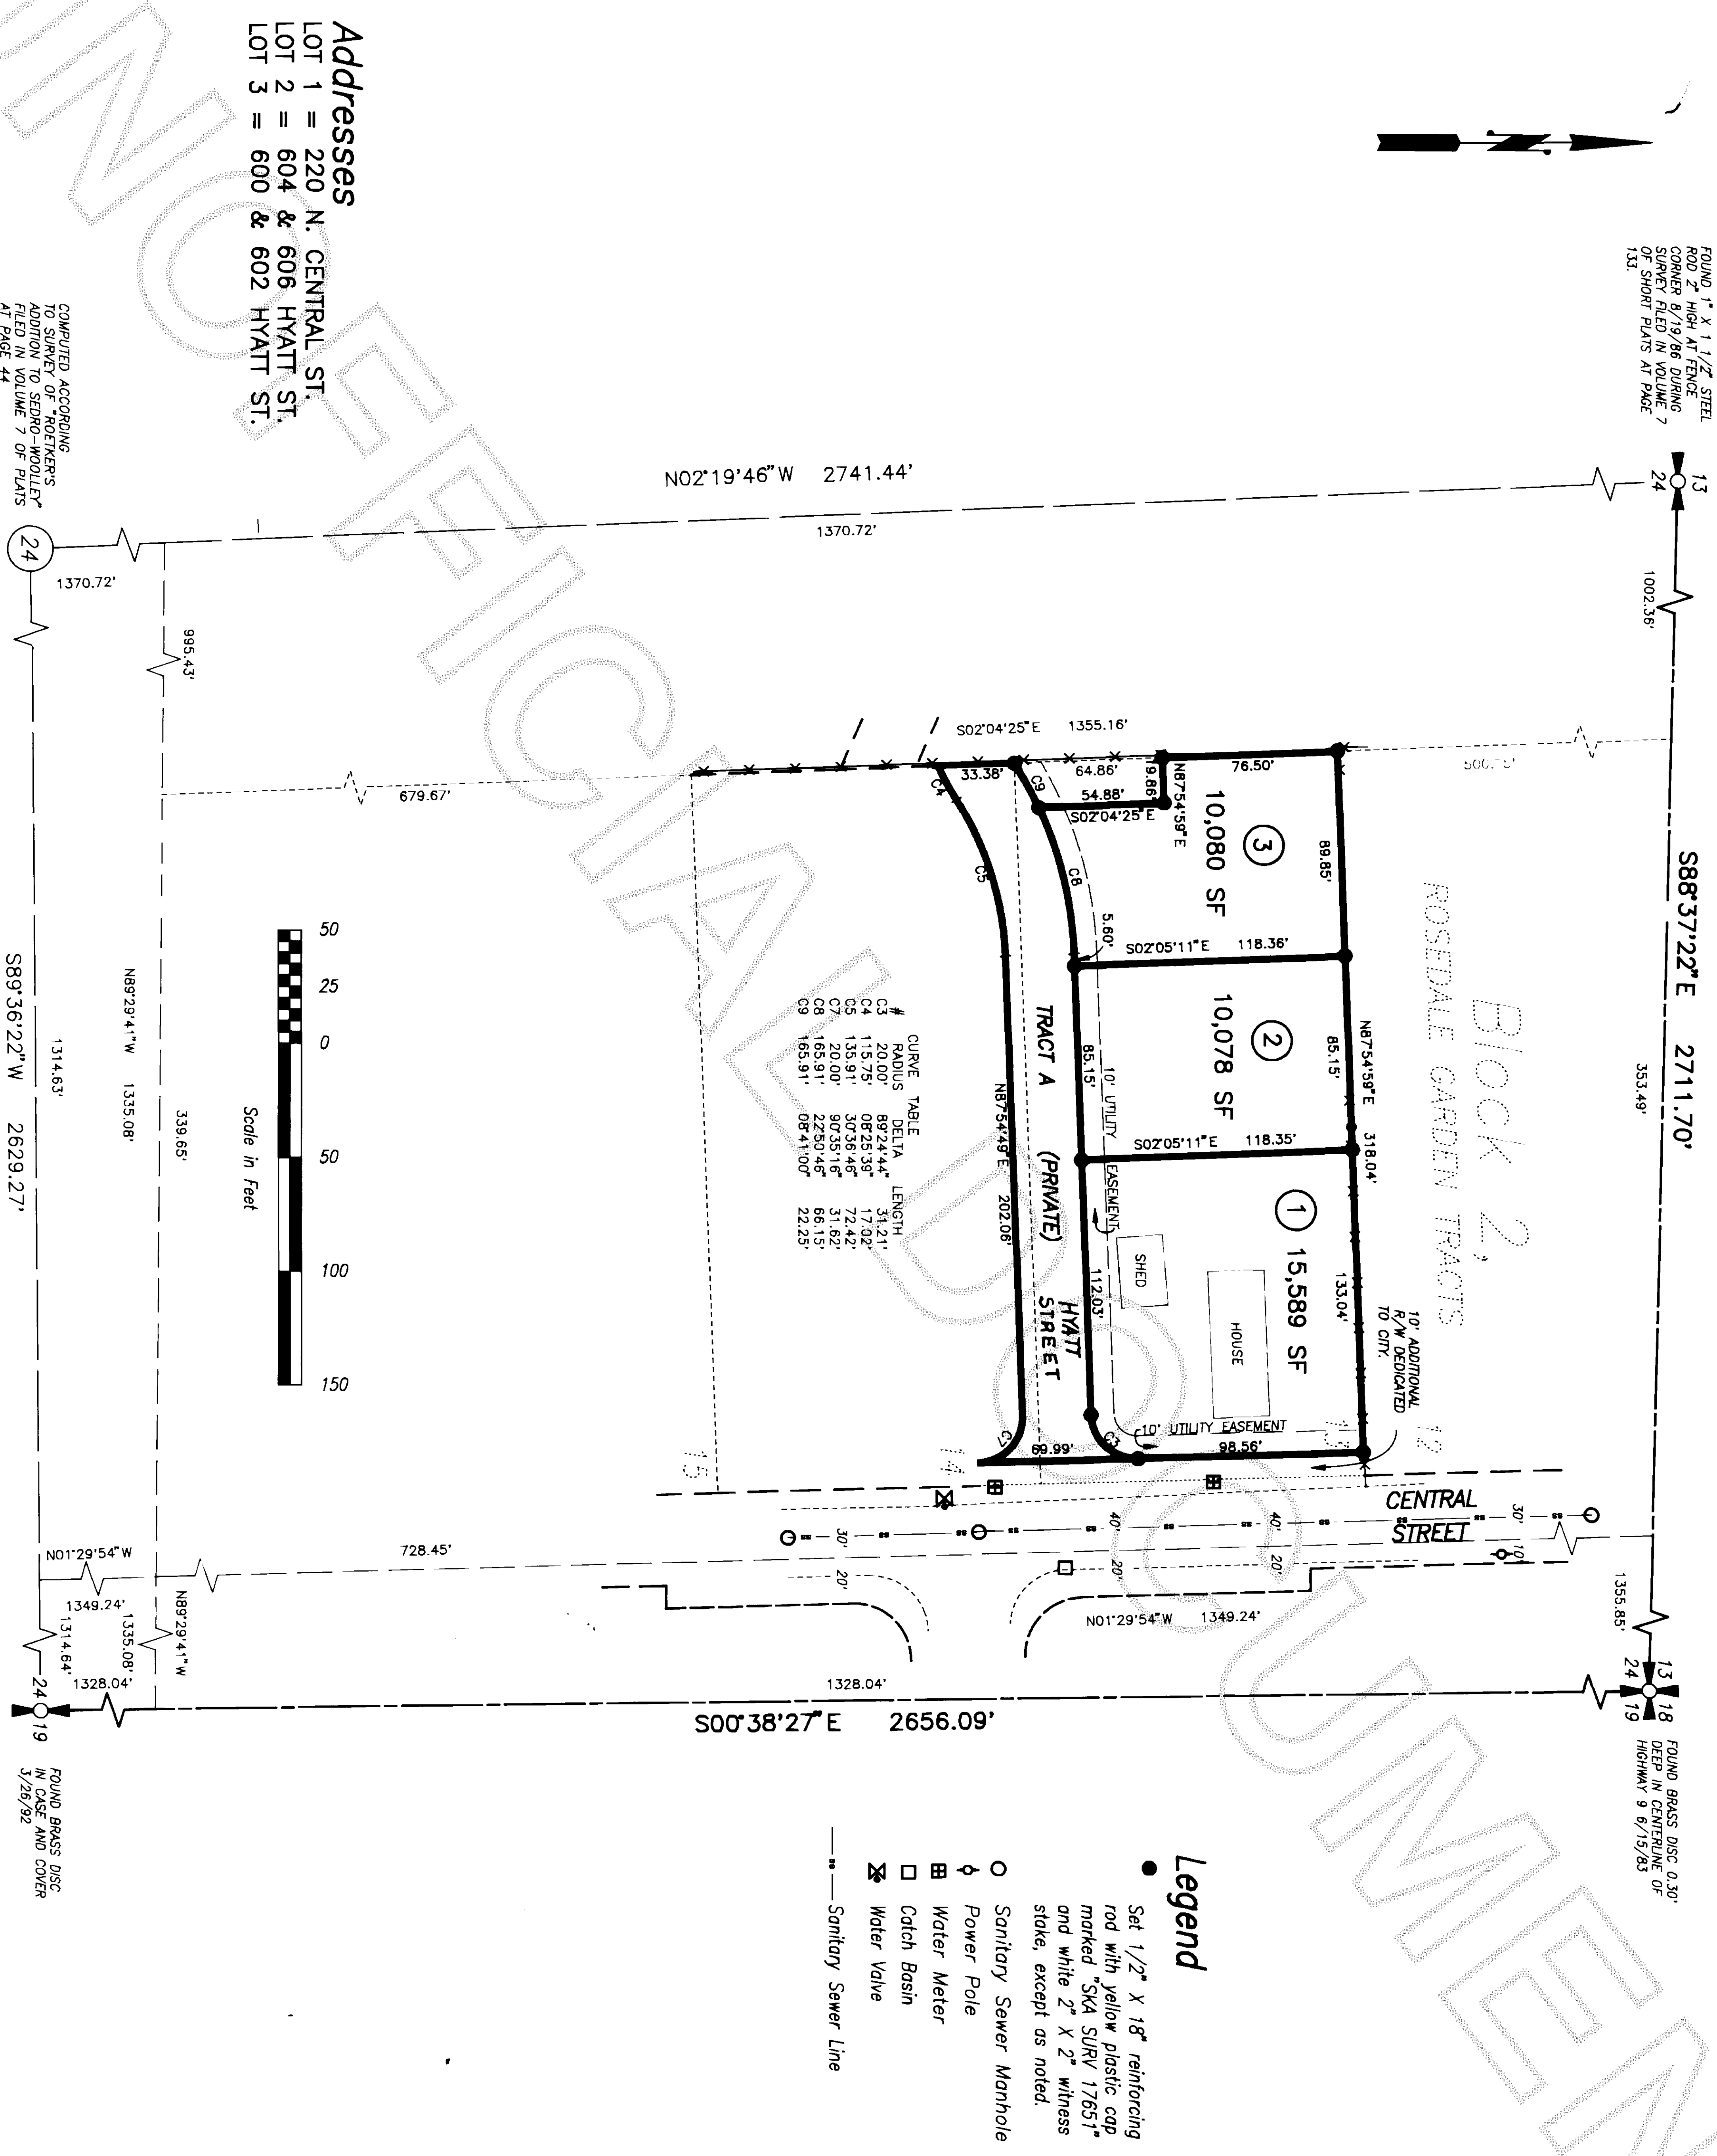 FOUND 1" X 1 1/2" STEEL
ROD 2" HIGH AT FENCE
CORNER 8/19/86 DURING
SURVEY FILED IN VOLUME 7
OF SHORT PLATS AT PAGE
133.
13
24
1002.36'
S88°37'22"E 2711.70'
353.49'
1355.85'
13 18
24 19
FOUND BRASS DISC 0.30'
DEEP IN CENTERLINE OF
HIGHWAY 9 6/15/83
N02°19'46"W 2741.44'
1370.72'
Block 2,
ROSEDALE GARDEN TRACTS
10' ADDITIONAL
R/W DEDICATED
TO CITY.
12
13
14
15
89.85'
N87°54'59"E 318.04'
85.15'
133.04'
3
10,080 SF
2
10,078 SF
1 15,589 SF
76.50'
N87°54'59"E
19.86'
64.86'
54.88'
S02°04'25"E
S02°04'25"E 1355.16'
33.38'
S02°05'11"E 118.36'
S02°05'11"E 118.35'
5.60'
HOUSE
SHED
10' UTILITY EASEMENT
10' UTILITY EASEMENT
98.56'
69.99'
85.15'
112.03'
C9
C8
C4
C5
C3
C7
TRACT A (PRIVATE)
HYATT
STREET
N87°54'49"E 202.06'
CENTRAL
STREET
30'
10'
40'
20'
40'
20'
30'
20'
N01°29'54"W 1349.24'
CURVE TABLE
# RADIUS DELTA LENGTH
C3 20.00' 89°24'44" 31.21'
C4 115.75' 08°25'39" 17.02'
C5 135.91' 30°36'46" 72.42'
C7 20.00' 90°35'16" 31.62'
C8 165.91' 22°50'46" 66.15'
C9 165.91' 08°41'00" 22.25'
679.67'
728.45'
1328.04'
S00°38'27"E 2656.09'
Addresses
LOT 1 = 220 N. CENTRAL ST.
LOT 2 = 604 & 606 HYATT ST.
LOT 3 = 600 & 602 HYATT ST.
50 25 0 50 100 150
Scale in Feet
995.43'
339.65'
N89°29'41"W 1335.08'
N89°29'41"W
1335.08'
N01°29'54"W
1349.24'
1370.72'
1314.63'
1314.64'
1328.04'
S89°36'22"W 2629.27'
24
24 19
COMPUTED ACCORDING
TO SURVEY OF "ROETKER'S
ADDITION TO SEDRO-WOOLLEY"
FILED IN VOLUME 7 OF PLATS
AT PAGE 44
FOUND BRASS DISC
IN CASE AND COVER
3/26/92
Legend
Set 1/2" X 18" reinforcing
rod with yellow plastic cap
marked "SKA SURV 17651"
and white 2" X 2" witness
stake, except as noted.
Sanitary Sewer Manhole
Power Pole
Water Meter
Catch Basin
Water Valve
Sanitary Sewer Line
UNOFFICIAL DOCUMEN